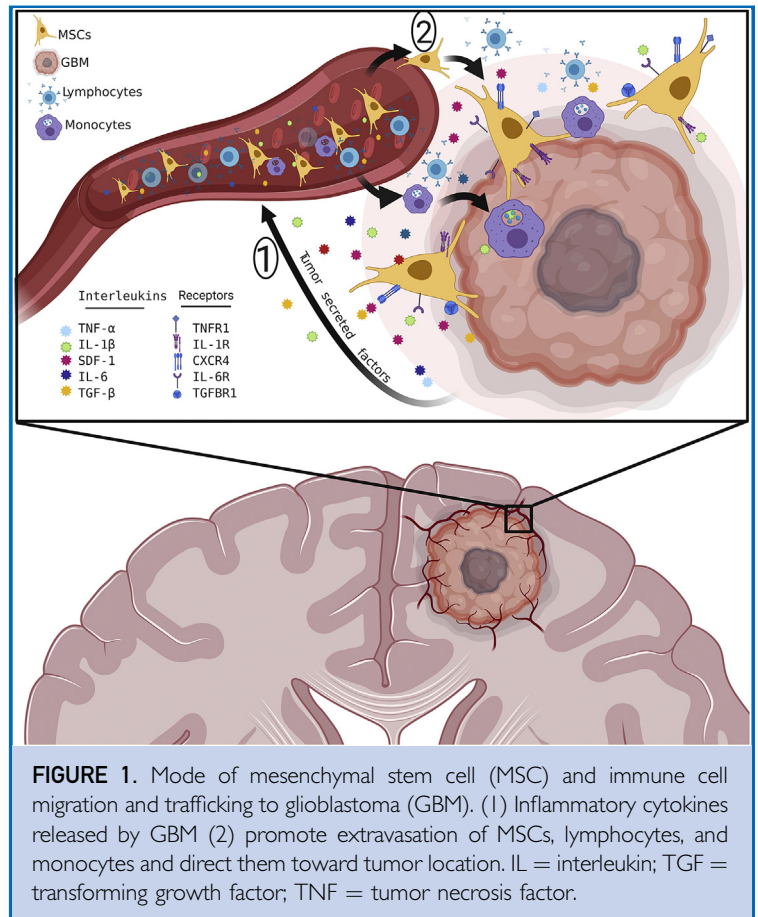 MSCs
GBM
Lymphocytes
Monocytes
②
①
Tumor secreted factors
Interleukins
TNF-α
IL-1β
SDF-1
IL-6
TGF-β
Receptors
TNFR1
IL-1R
CXCR4
IL-6R
TGFBR1
FIGURE 1. Mode of mesenchymal stem cell (MSC) and immune cell
migration and trafficking to glioblastoma (GBM). (1) Inflammatory cytokines
released by GBM (2) promote extravasation of MSCs, lymphocytes, and
monocytes and direct them toward tumor location. IL = interleukin; TGF =
transforming growth factor; TNF = tumor necrosis factor.